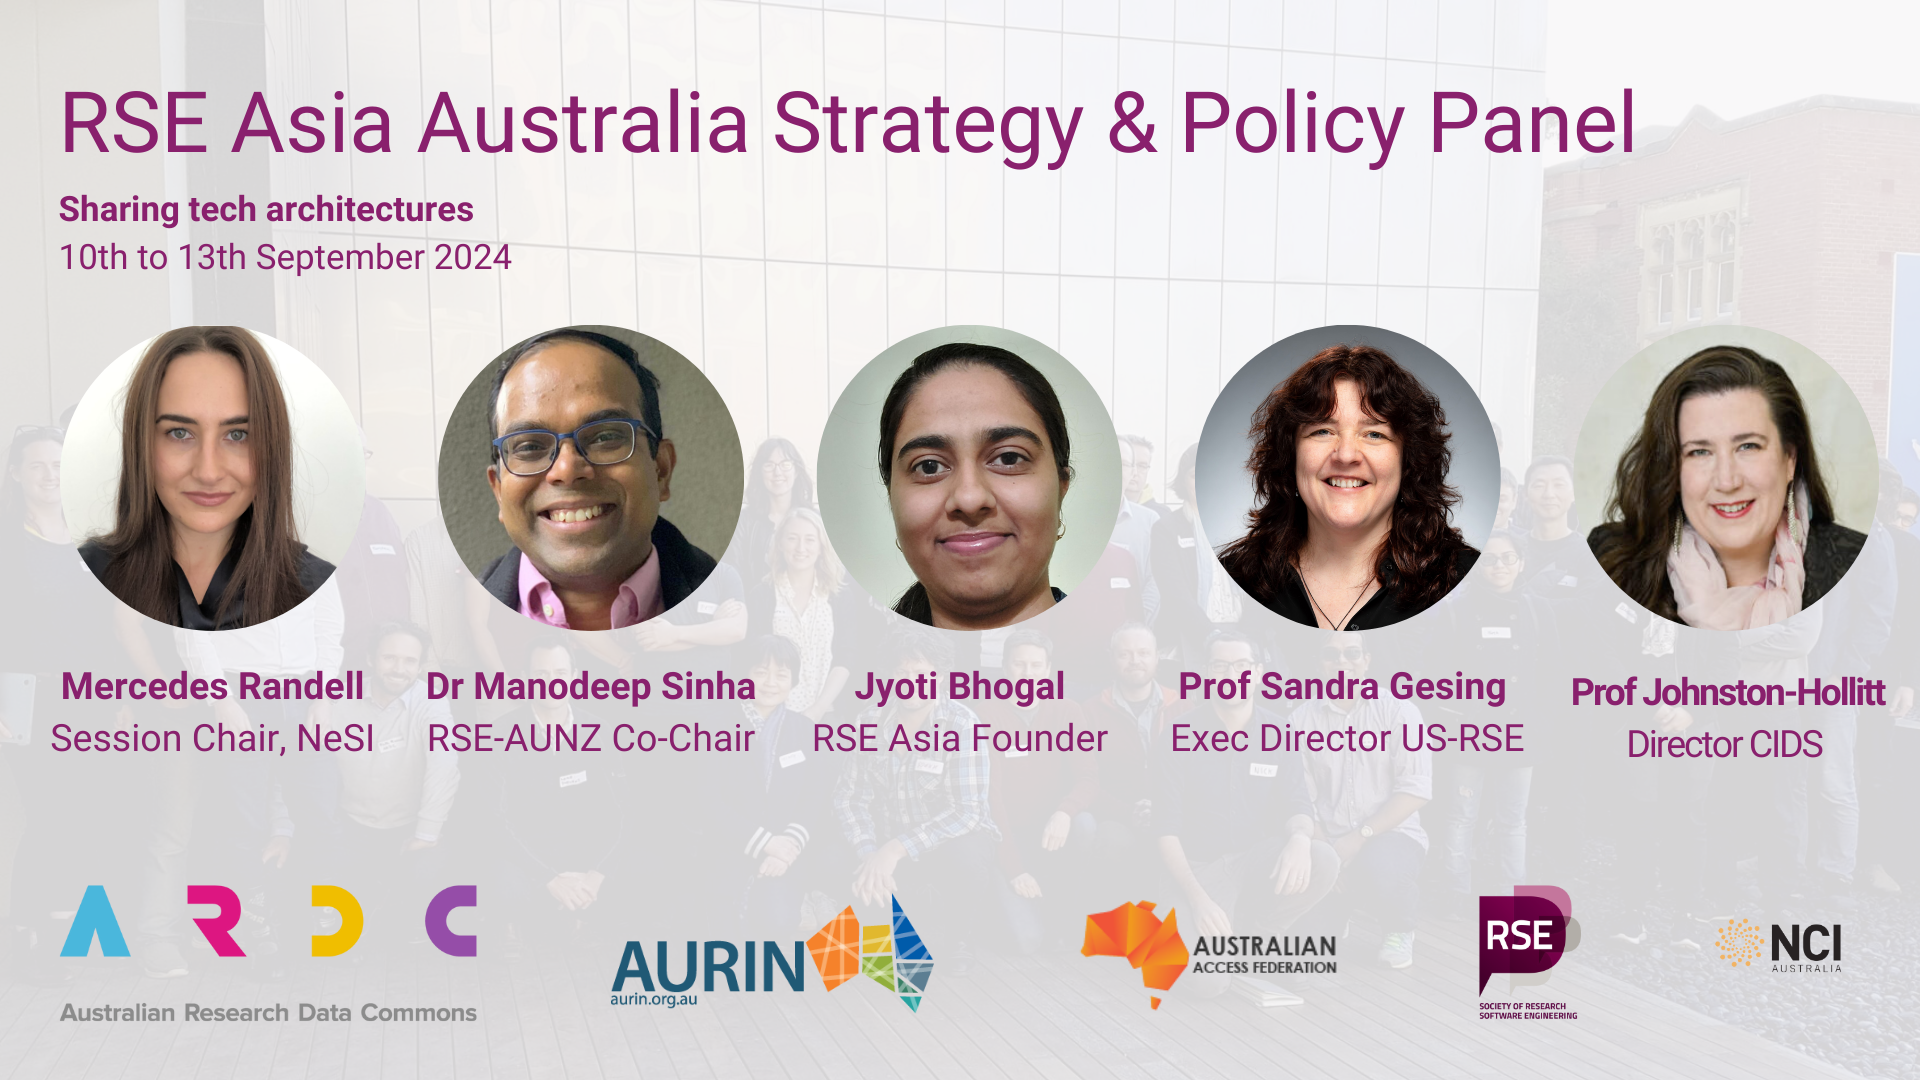 RSE Asia Australia Strategy & Policy Panel
Sharing tech architectures
10th to 13th September 2024
Mercedes Randell
Session Chair, NeSI
Dr Manodeep Sinha
RSE-AUNZ Co-Chair
Jyoti Bhogal
RSE Asia Founder
Prof Sandra Gesing
Exec Director US-RSE
Prof Johnston-Hollitt
Director CIDS
ARDC
Australian Research Data Commons
AURIN
aurin.org.au
AUSTRALIAN
ACCESS FEDERATION
RSE
SOCIETY OF RESEARCH
SOFTWARE ENGINEERING
NCI
AUSTRALIA